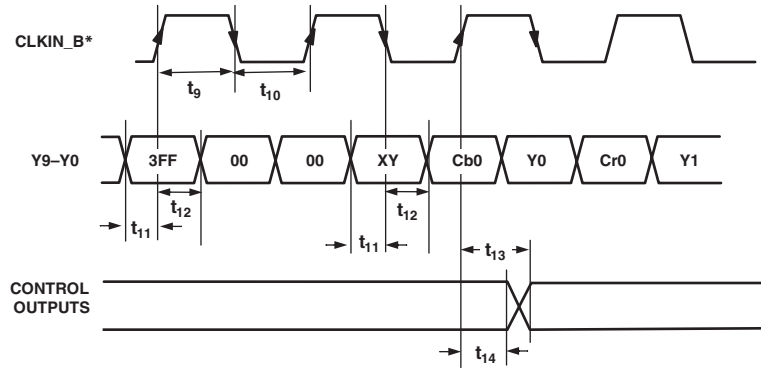 CLKIN_B*
t9 t10
Y9–Y0 3FF 00 00 XY Cb0 Y0 Cr0 Y1
t12 t12
t11 t11 t13
CONTROL
OUTPUTS
t14